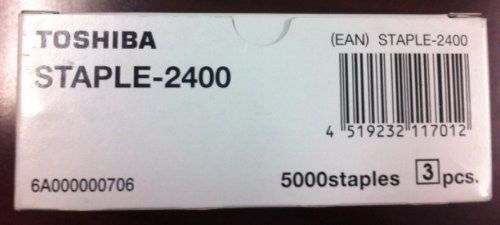 TOSHIBA
(EAN) STAPLE-2400
STAPLE-2400
4 519232 117012
6A000000706
5000staples 3 pcs.